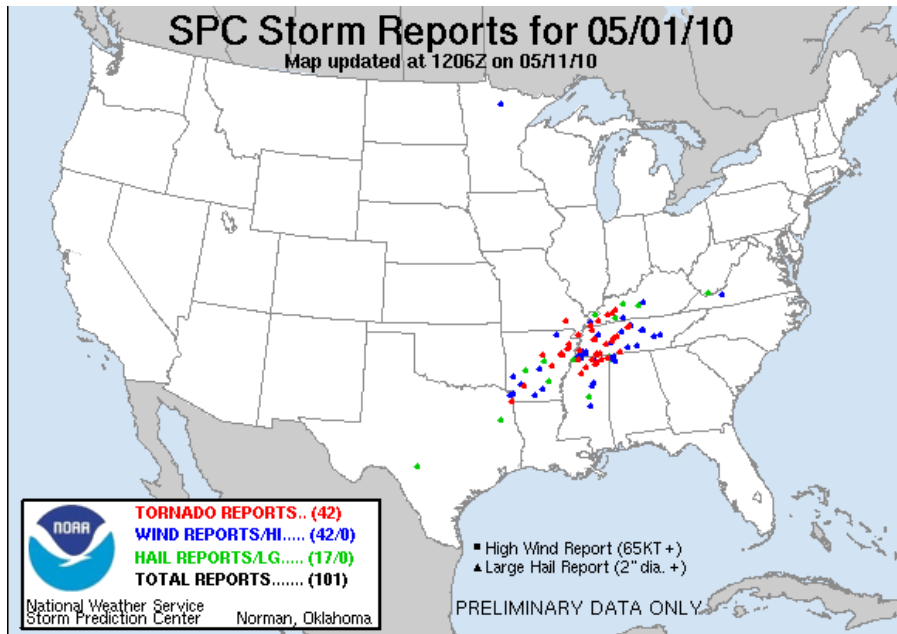 SPC Storm Reports for 05/01/10
Map updated at 1206Z on 05/11/10
NOAA
TORNADO REPORTS.. (42)
WIND REPORTS/HI..... (42/0)
HAIL REPORTS/LG..... (17/0)
TOTAL REPORTS....... (101)
National Weather Service
Storm Prediction Center Norman, Oklahoma
High Wind Report (65KT +)
Large Hail Report (2" dia. +)
PRELIMINARY DATA ONLY